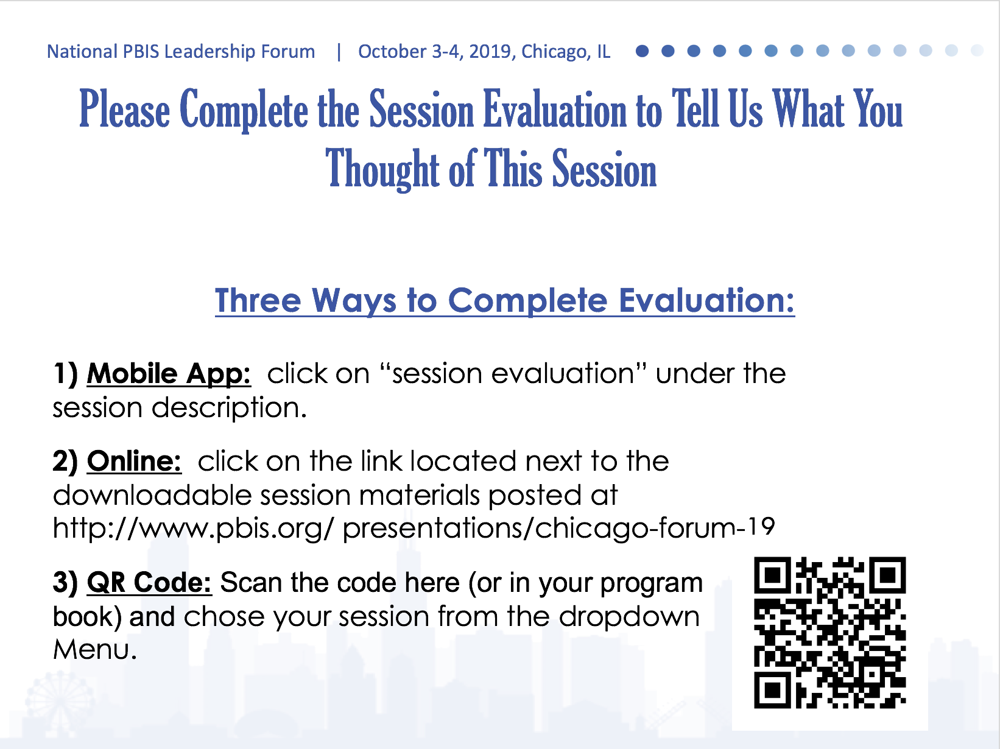 National PBIS Leadership Forum | October 3-4, 2019, Chicago, IL
Please Complete the Session Evaluation to Tell Us What You
Thought of This Session
Three Ways to Complete Evaluation:
1) Mobile App: click on “session evaluation” under the
session description.
2) Online: click on the link located next to the
downloadable session materials posted at
http://www.pbis.org/ presentations/chicago-forum-19
3) QR Code: Scan the code here (or in your program
book) and chose your session from the dropdown
Menu.